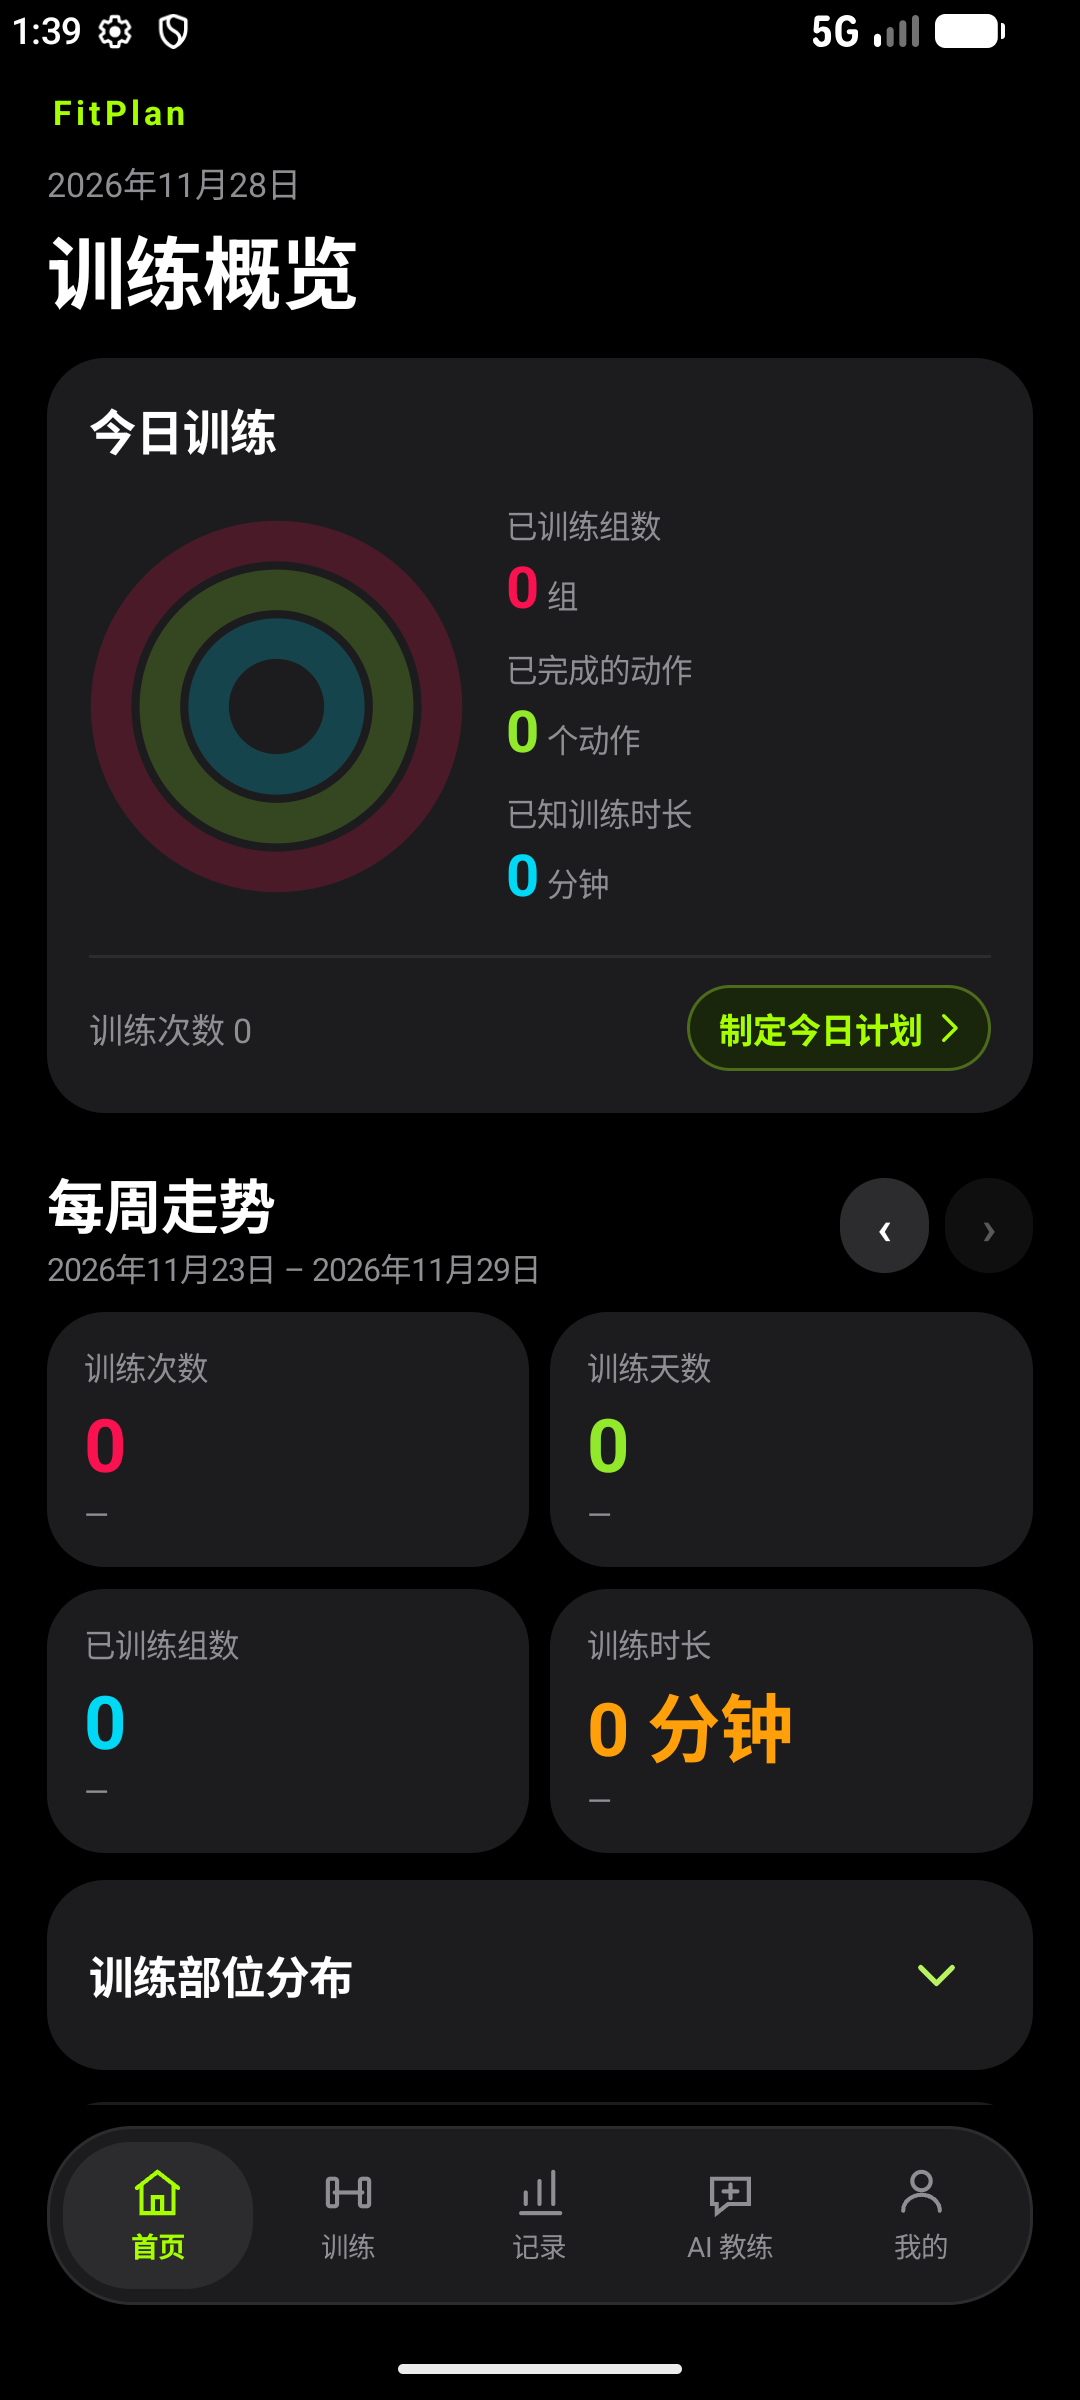 1:39
5G
FitPlan
2026年11月28日
训练概览
今日训练
已训练组数
0 组
已完成的动作
0 个动作
已知训练时长
0 分钟
训练次数 0
制定今日计划
每周走势
2026年11月23日 – 2026年11月29日
训练次数
0
–
训练天数
0
–
已训练组数
0
–
训练时长
0 分钟
–
训练部位分布
首页
训练
记录
AI 教练
我的